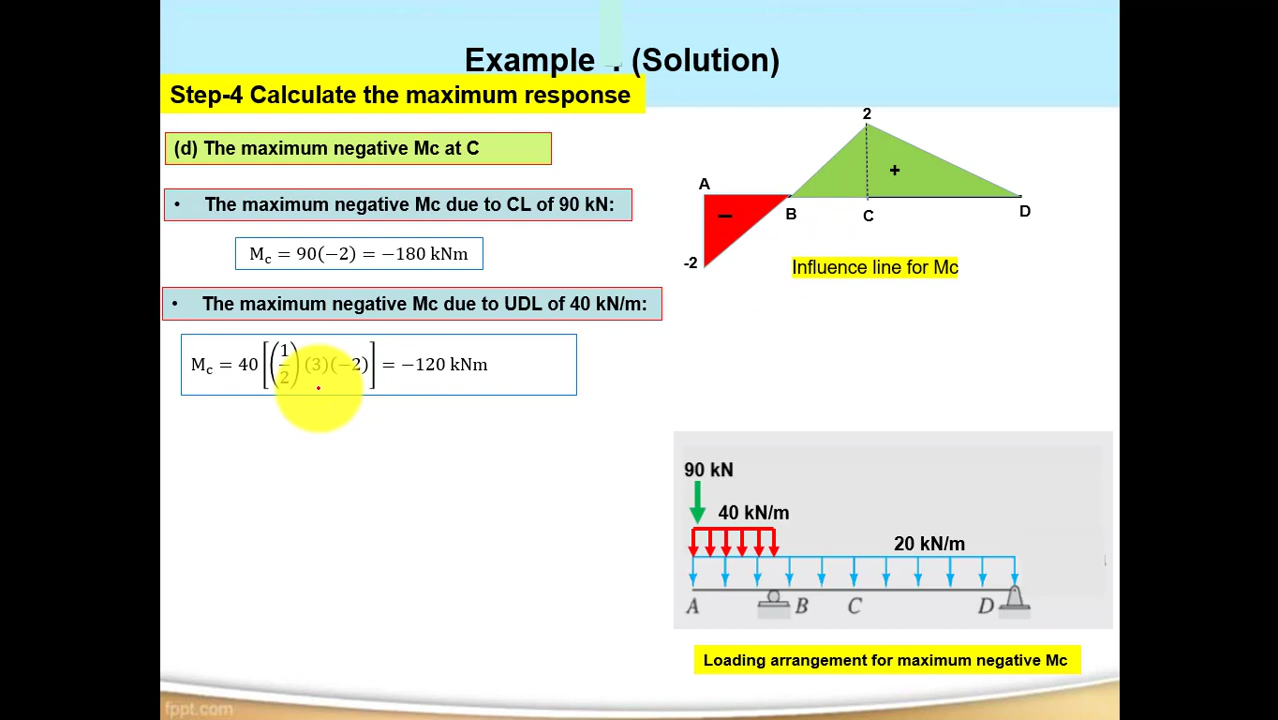 Example (Solution)
Step-4 Calculate the maximum response
(d) The maximum negative Mc at C
• The maximum negative Mc due to CL of 90 kN:
M_c = 90(−2) = −180 kNm
• The maximum negative Mc due to UDL of 40 kN/m:
M_c = 40 [(1/2) (3)(−2)] = −120 kNm
2
A
−
+
B
C
D
-2
Influence line for Mc
90 kN
40 kN/m
20 kN/m
A B C D
Loading arrangement for maximum negative Mc
fppt.com